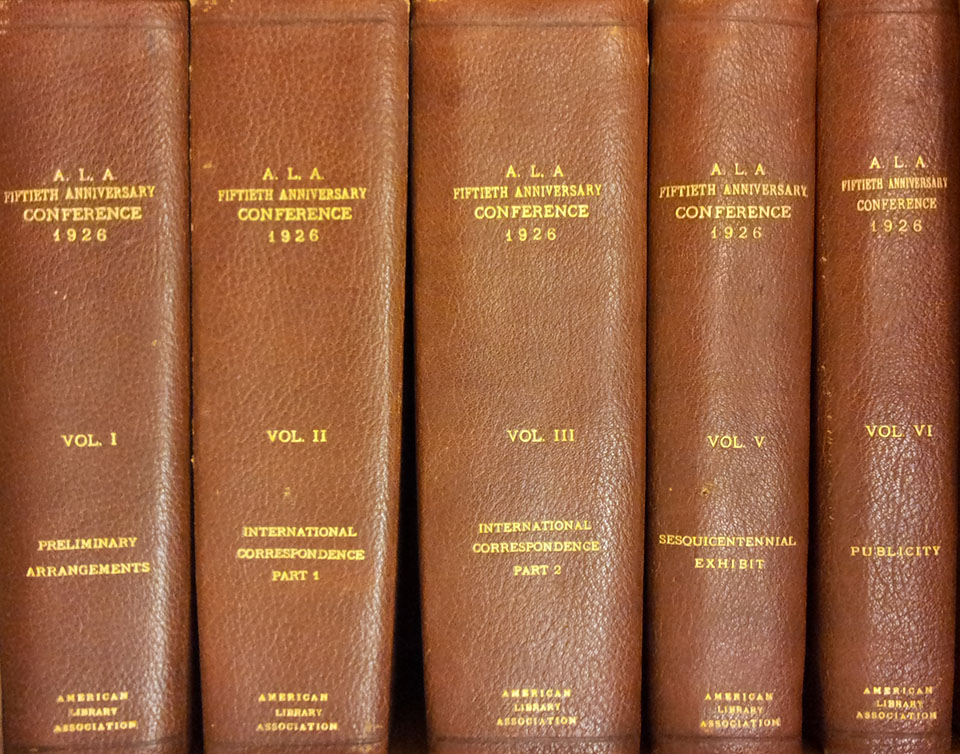 A. L. A
FIFTIETH ANNIVERSARY
CONFERENCE
1926
VOL. I
PRELIMINARY
ARRANGEMENTS
AMERICAN
LIBRARY
ASSOCIATION
A. L. A.
FIFTIETH ANNIVERSARY
CONFERENCE
1926
VOL. II
INTERNATIONAL
CORRESPONDENCE
PART 1
AMERICAN
LIBRARY
ASSOCIATION
A. L. A
FIFTIETH ANNIVERSARY
CONFERENCE
1926
VOL. III
INTERNATIONAL
CORRESPONDENCE
PART 2
AMERICAN
LIBRARY
ASSOCIATION
A. L. A
FIFTIETH ANNIVERSARY
CONFERENCE
1926
VOL. V
SESQUICENTENNIAL
EXHIBIT
AMERICAN
LIBRARY
ASSOCIATION
A. L. A.
FIFTIETH ANNIVERSARY
CONFERENCE
1926
VOL. VI
PUBLICITY
AMERICAN
LIBRARY
ASSOCIATION